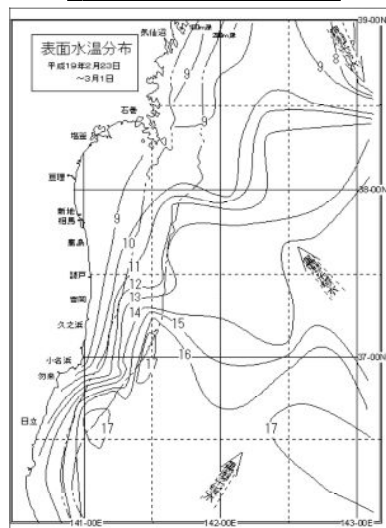 表面水温分布
平成19年2月23日
～3月1日
気仙沼
石巻
塩釜
亘理
新地
相馬
鹿島
請戸
富岡
久之浜
小名浜
勿来
日立
39-00N
38-00N
37-00N
141-00E
142-00E
143-00E
9
9
8
9
9
10
11
12
13
14
15
16
17
17
17